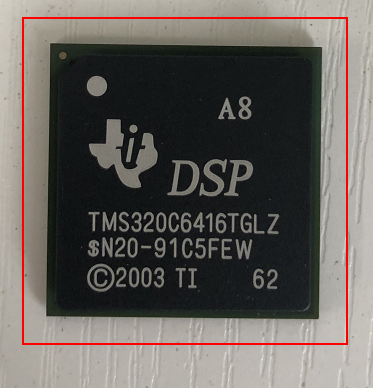 A8
DSP
TMS320C6416TGLZ
$N20-91C5FEW
©2003 TI 62